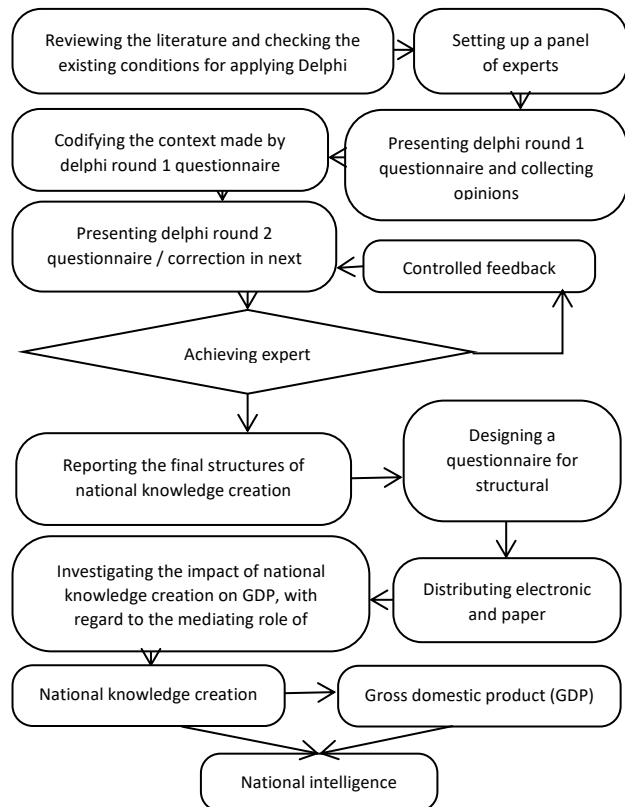 Reviewing the literature and checking the
existing conditions for applying Delphi
Setting up a panel
of experts
Codifying the context made by
delphi round 1 questionnaire
Presenting delphi round 1
questionnaire and collecting
opinions
Presenting delphi round 2
questionnaire / correction in next
Controlled feedback
Achieving expert
Reporting the final structures of
national knowledge creation
Designing a
questionnaire for
structural
Investigating the impact of national
knowledge creation on GDP, with
regard to the mediating role of
Distributing electronic
and paper
National knowledge creation
Gross domestic product (GDP)
National intelligence